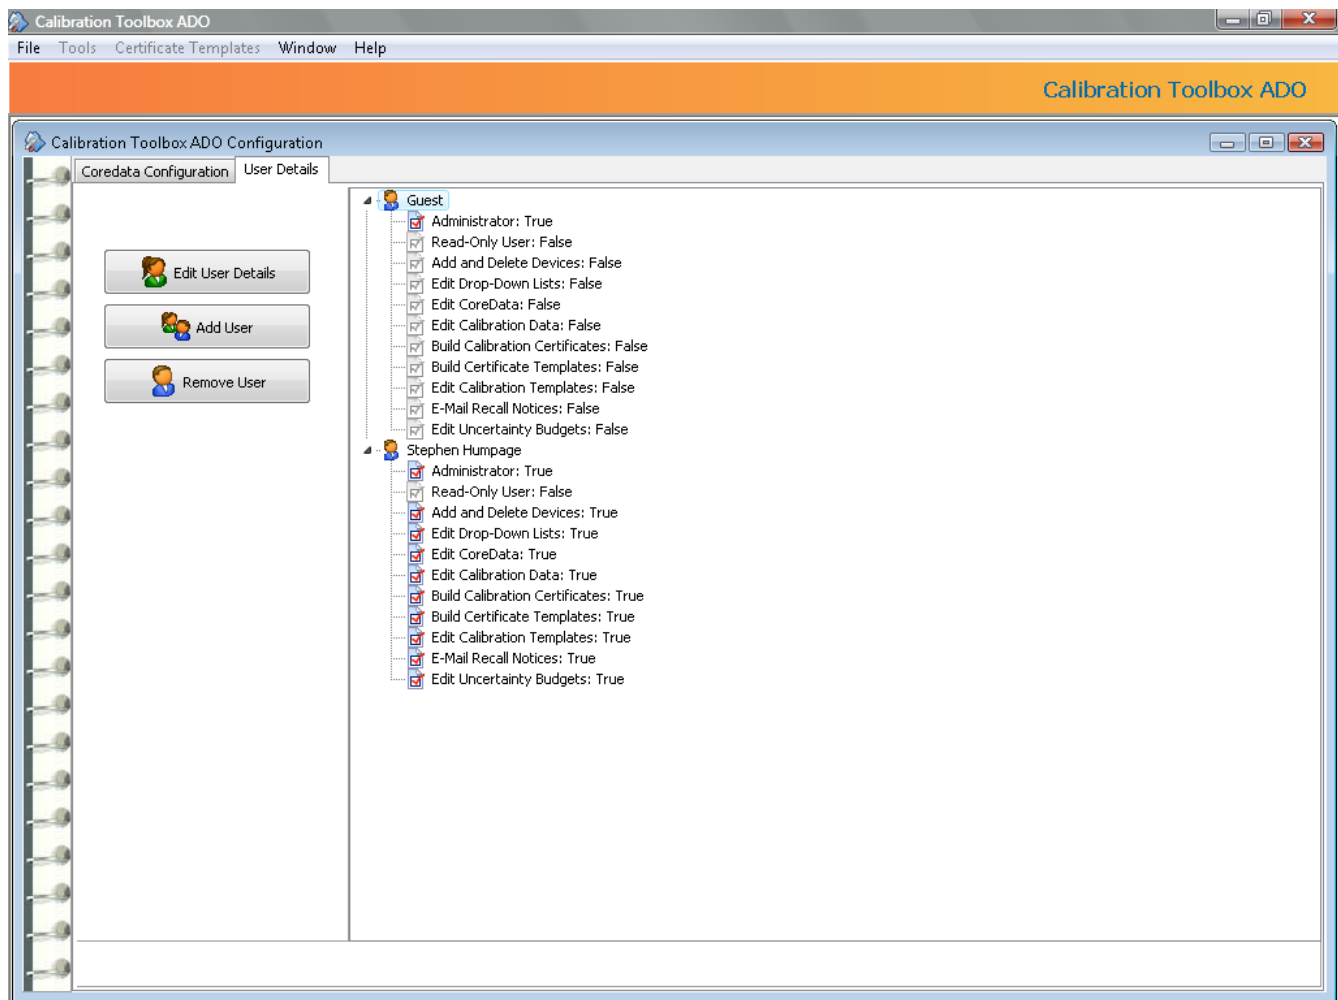 Calibration Toolbox ADO
File Tools Certificate Templates Window Help
Calibration Toolbox ADO
Calibration Toolbox ADO Configuration
Coredata Configuration User Details
Edit User Details
Add User
Remove User
Guest
Administrator: True
Read-Only User: False
Add and Delete Devices: False
Edit Drop-Down Lists: False
Edit CoreData: False
Edit Calibration Data: False
Build Calibration Certificates: False
Build Certificate Templates: False
Edit Calibration Templates: False
E-Mail Recall Notices: False
Edit Uncertainty Budgets: False
Stephen Humpage
Administrator: True
Read-Only User: False
Add and Delete Devices: True
Edit Drop-Down Lists: True
Edit CoreData: True
Edit Calibration Data: True
Build Calibration Certificates: True
Build Certificate Templates: True
Edit Calibration Templates: True
E-Mail Recall Notices: True
Edit Uncertainty Budgets: True